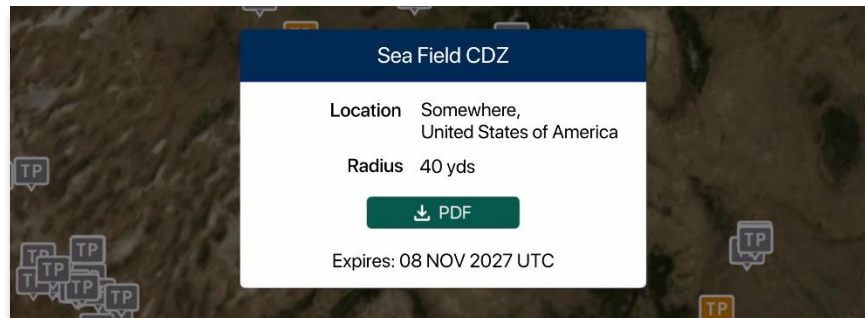 Sea Field CDZ
Location Somewhere,
United States of America
Radius 40 yds
PDF
Expires: 08 NOV 2027 UTC
TP
TP
TP
TP
TP
TP
TP
TP